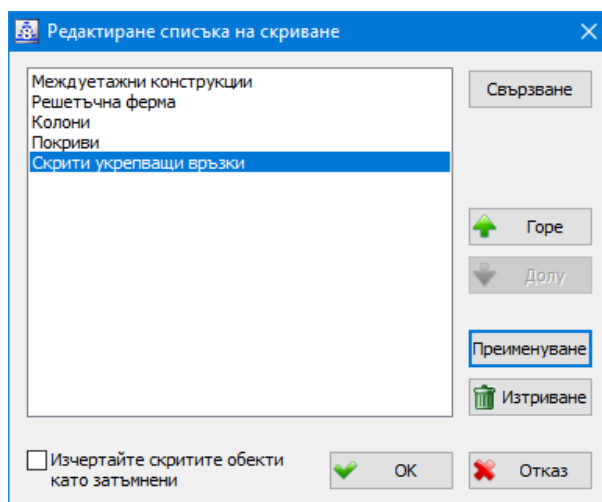 Редактиране списъка на скриване
Междуетажни конструкции
Решетъчна ферма
Колони
Покриви
Скрити укрепващи връзки
Свързване
Горе
Долу
Преименуване
Изтриване
Изчертайте скритите обекти
като затъмнени
OK
Отказ